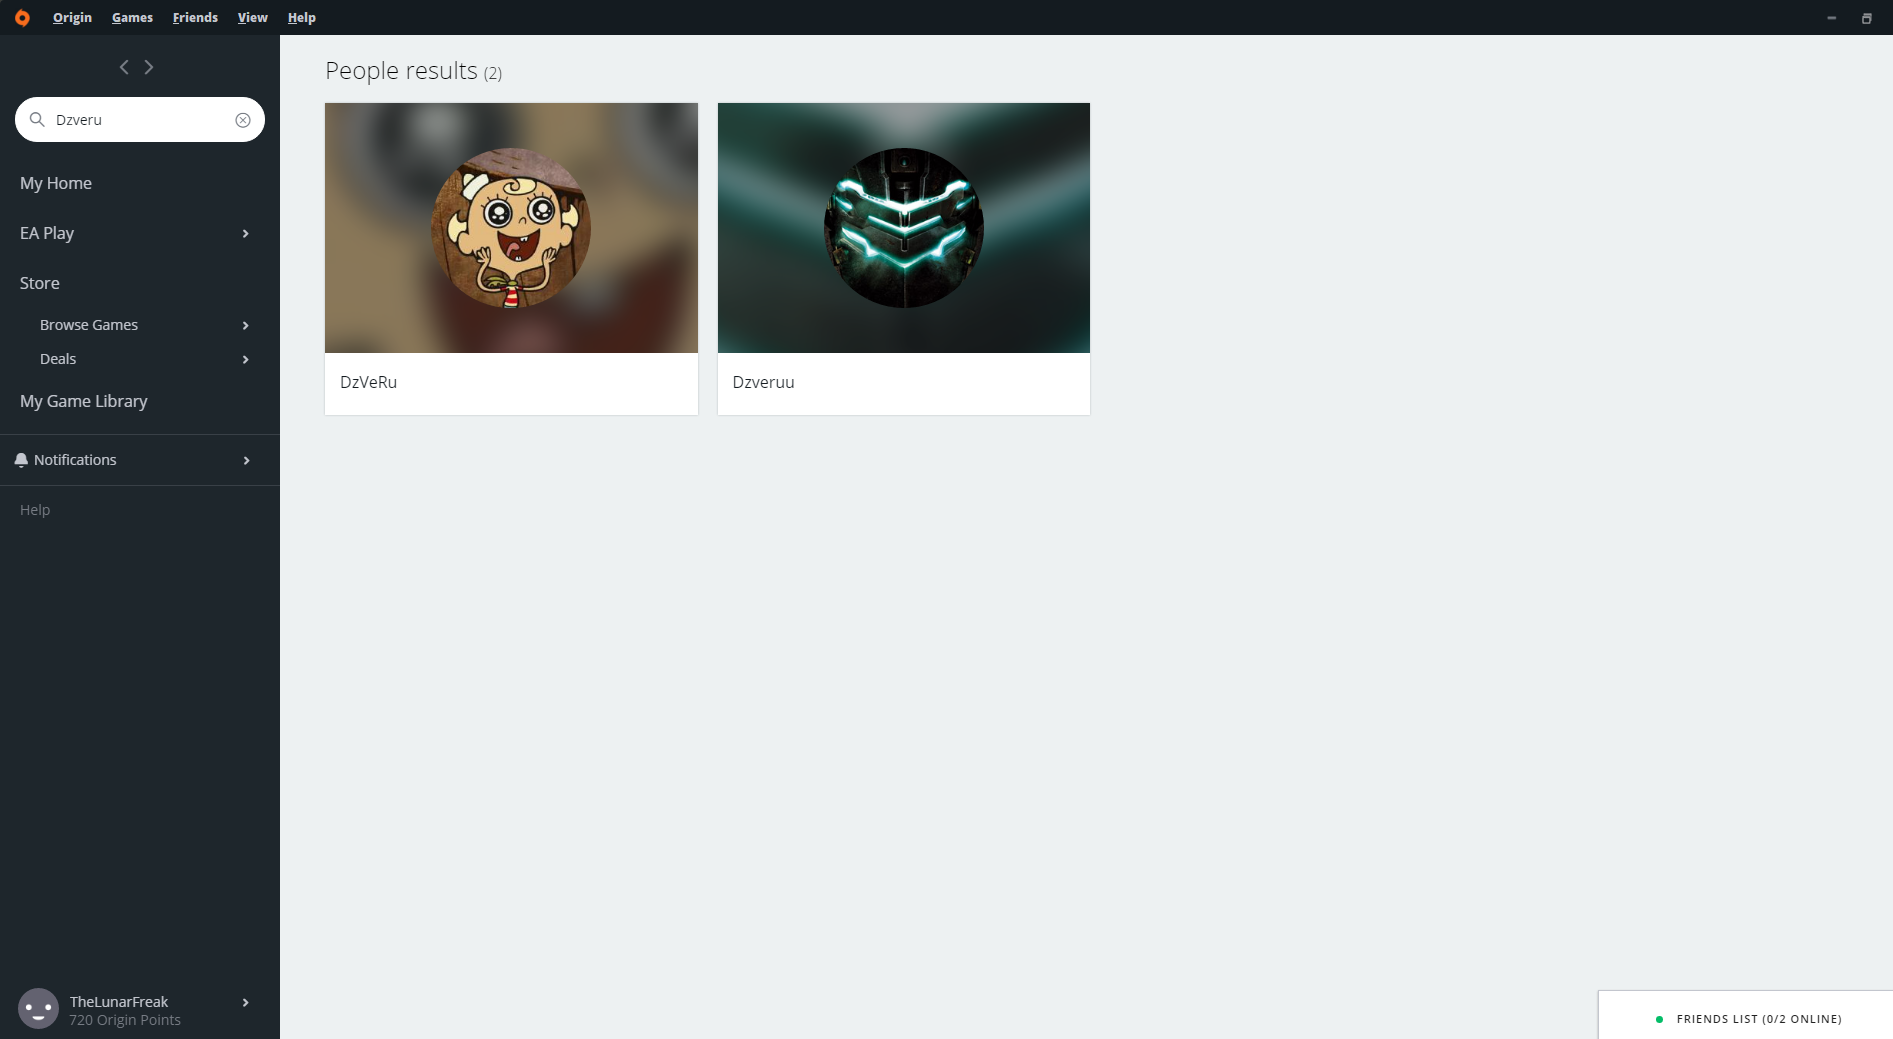 Origin Games Friends View Help
Dzveru
My Home
EA Play
Store
Browse Games
Deals
My Game Library
Notifications
Help
TheLunarFreak
720 Origin Points
People results (2)
DzVeRu
Dzveruu
FRIENDS LIST (0/2 ONLINE)